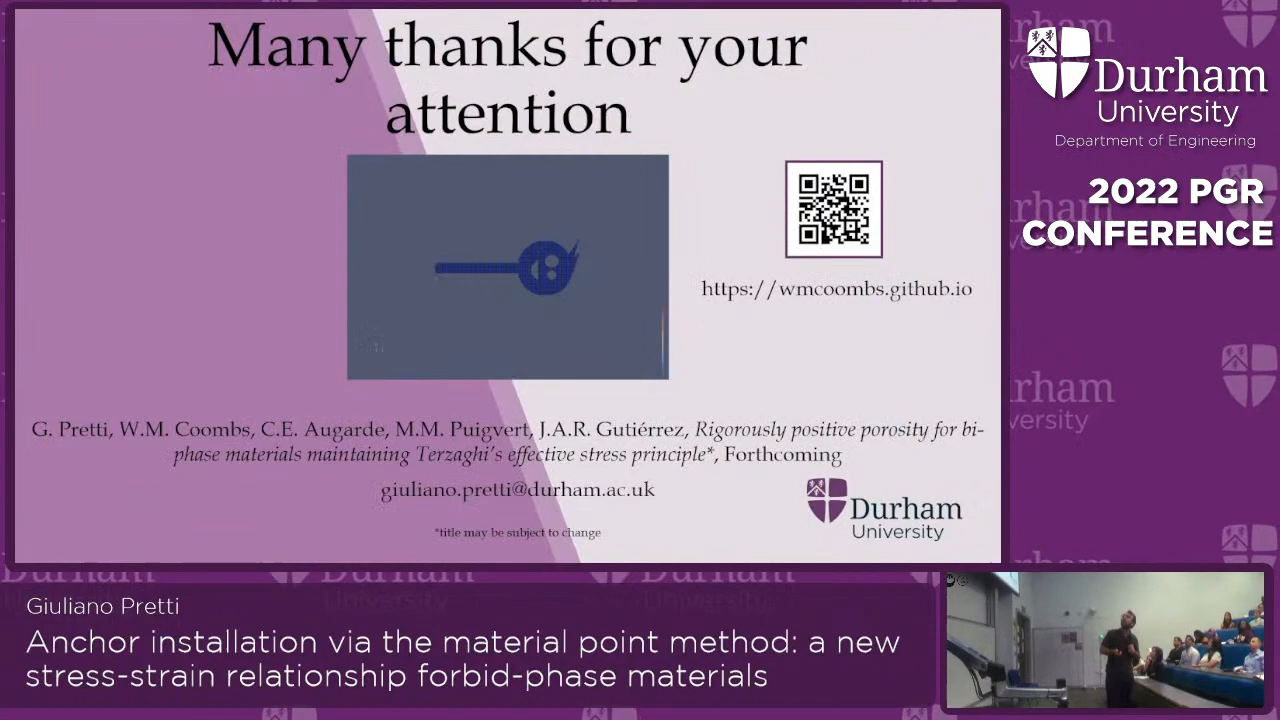 Many thanks for your
attention
https://wmcoombs.github.io
G. Pretti, W.M. Coombs, C.E. Augarde, M.M. Puigvert, J.A.R. Gutiérrez, Rigorously positive porosity for bi-
phase materials maintaining Terzaghi's effective stress principle*, Forthcoming
giuliano.pretti@durham.ac.uk
*title may be subject to change
Durham
University
Durham
University
Department of Engineering
2022 PGR
CONFERENCE
Giuliano Pretti
Anchor installation via the material point method: a new
stress-strain relationship forbid-phase materials